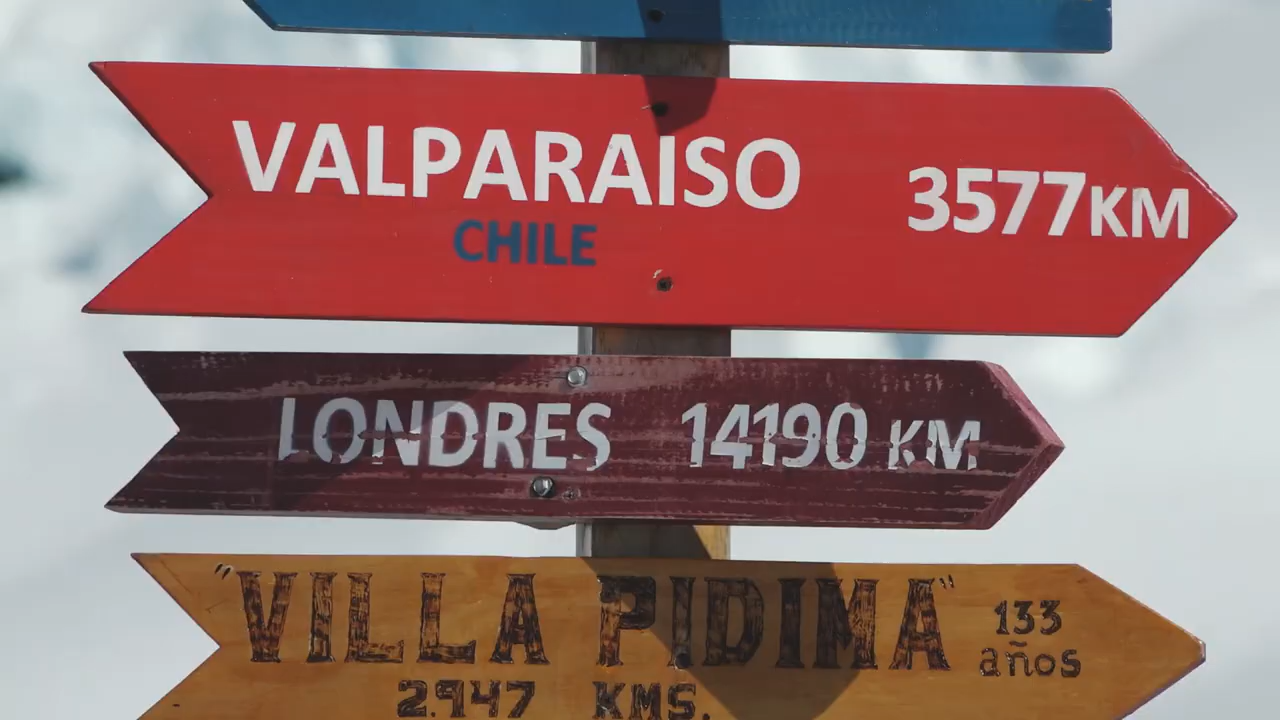 VALPARAISO 3577KM
CHILE
LONDRES 14190 KM
"VILLA PIDIMA" 133
años
2.947 KMS.